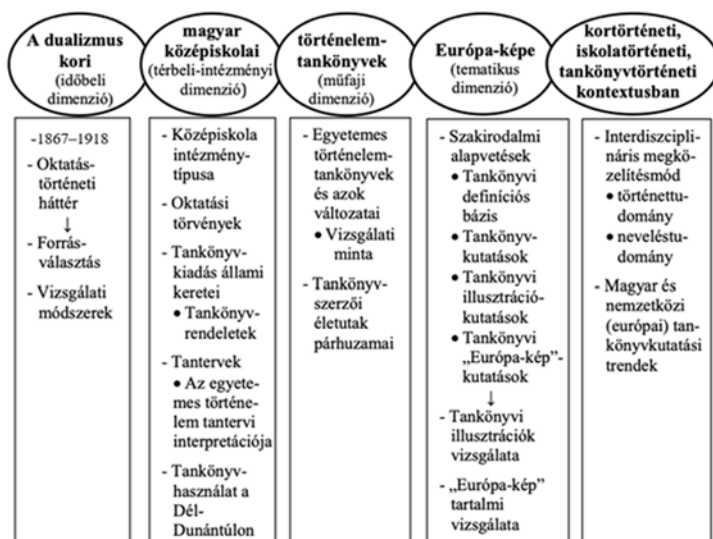 A dualizmus
kori
(időbeli
dimenzió)
-1867–1918
- Oktatás-
történeti
háttér
↓
- Forrás-
választás
- Vizsgálati
módszerek
magyar
középiskolai
(térbeli-intézményi
dimenzió)
- Középiskola
intézmény-
típusa
- Oktatási
törvények
- Tankönyv-
kiadás állami
keretei
• Tankönyv-
rendeletek
- Tantervek
• Az egyete-
mes történe-
lem tantervi
interpretációja
- Tankönyv-
használat a
Dél-
Dunántúlon
történelem-
tankönyvek
(műfaji
dimenzió)
- Egyetemes
történelem-
tankönyvek
és azok
változatai
• Vizsgálati
minta
- Tankönyv-
szerzői
életutak
párhuzamai
Európa-képe
(tematikus
dimenzió)
- Szakirodalmi
alapvetések
• Tankönyvi
definíciós
bázis
• Tankönyv-
kutatások
• Tankönyvi
illusztráció-
kutatások
• Tankönyvi
„Európa-kép”-
kutatások
↓
- Tankönyvi
illusztrációk
vizsgálata
- „Európa-kép”
tartalmi
vizsgálata
kortörténeti,
iskolatörténeti,
tankönyvtörténeti
kontextusban
- Interdiszcipli-
náris megkö-
zelítésmód
• történettu-
domány
• neveléstu-
domány
- Magyar és
nemzetközi
(európai) tan-
könyvkutatási
trendek